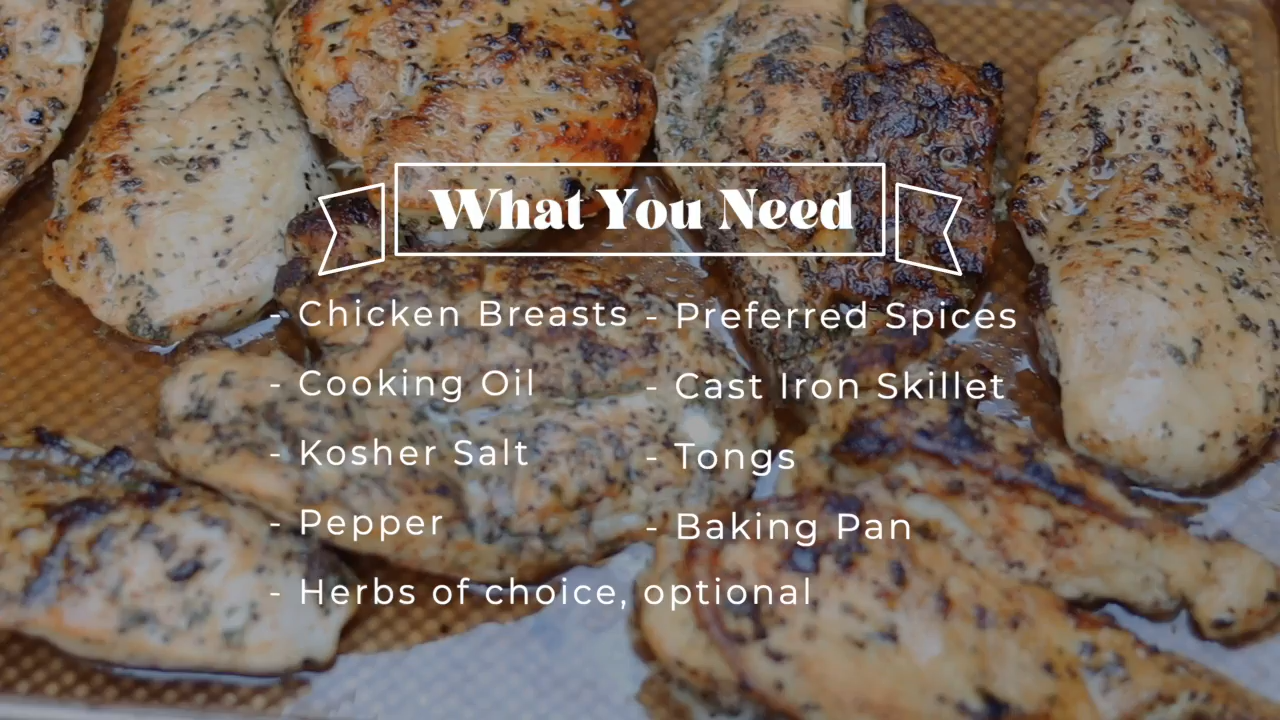 What You Need
- Chicken Breasts
- Cooking Oil
- Kosher Salt
- Pepper
- Herbs of choice, optional
- Preferred Spices
- Cast Iron Skillet
- Tongs
- Baking Pan